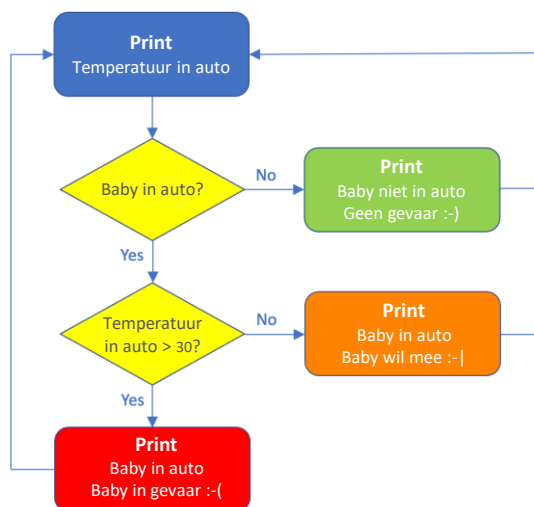 Print
Temperatuur in auto
Baby in auto?
No
Print
Baby niet in auto
Geen gevaar :-)
Yes
Temperatuur
in auto > 30?
No
Print
Baby in auto
Baby wil mee :-|
Yes
Print
Baby in auto
Baby in gevaar :-(